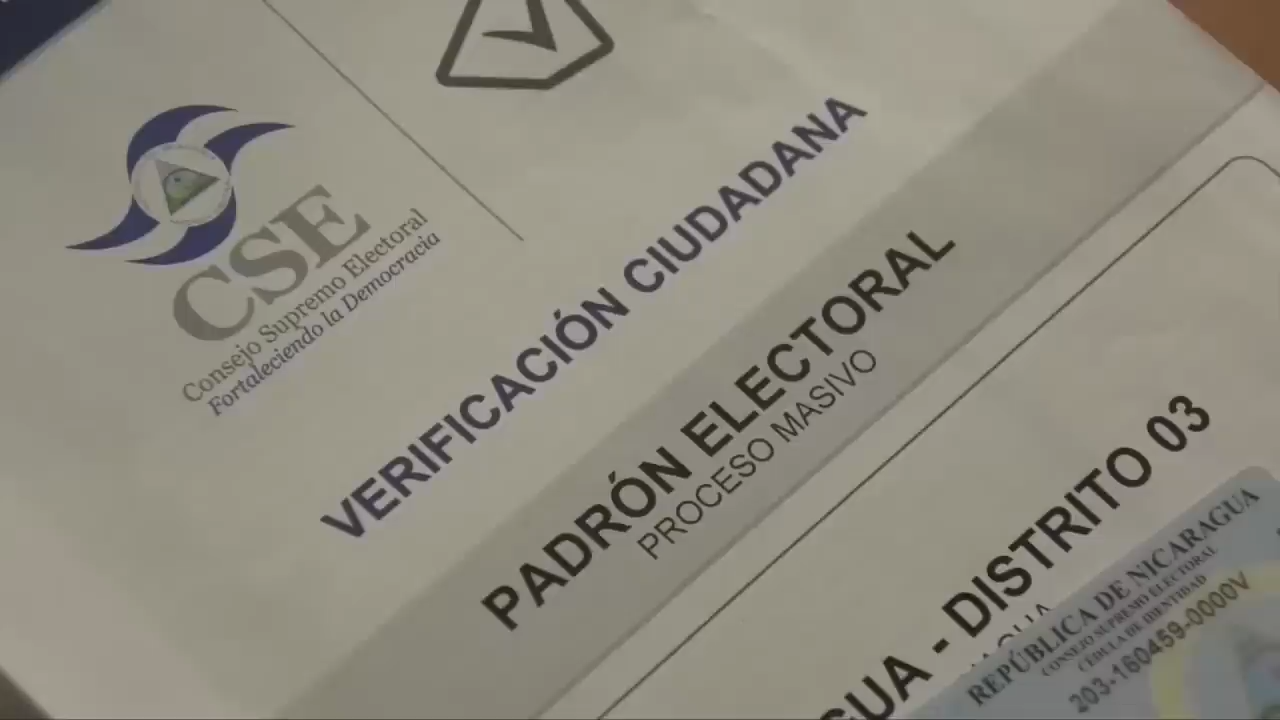 CSE
Consejo Supremo Electoral
Fortaleciendo la Democracia
VERIFICACIÓN CIUDADANA
PADRÓN ELECTORAL
PROCESO MASIVO
GUA - DISTRITO 03
REPÚBLICA DE NICARAGUA
CONSEJO SUPREMO ELECTORAL
CÉDULA DE IDENTIDAD
203-160459-0000V